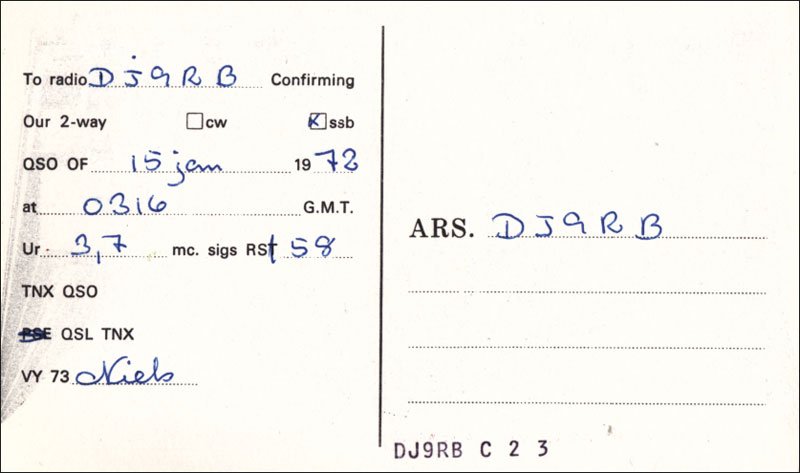 To radio DJ9RB Confirming
Our 2-way ☐ cw ☒ ssb
QSO OF 15 jan 1972
at 0316 G.M.T.
Ur 3,7 mc. sigs RST 58
TNX QSO
PSE QSL TNX
VY 73 Niels
ARS. DJ9RB
DJ9RB C 2 3